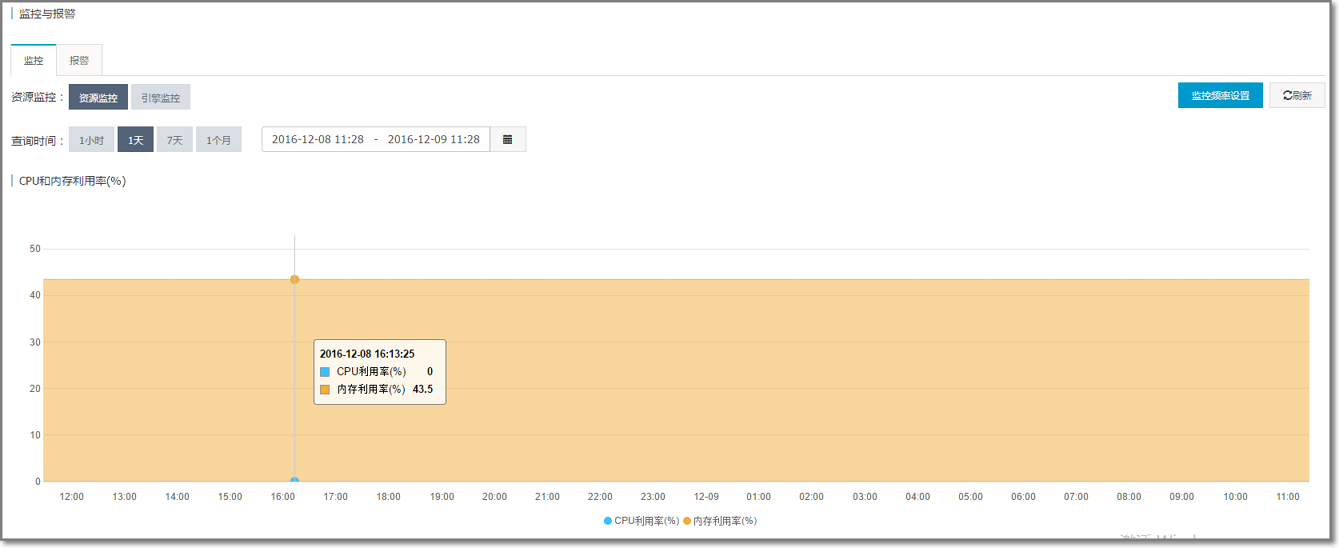 监控与报警
监控 报警
资源监控： 资源监控 引擎监控 监控频率设置 刷新
查询时间： 1小时 1天 7天 1个月 2016-12-08 11:28 - 2016-12-09 11:28
CPU和内存利用率(%)
50
40
30
20
10
0
2016-12-08 16:13:25
CPU利用率(%) 0
内存利用率(%) 43.5
12:00 13:00 14:00 15:00 16:00 17:00 18:00 19:00 20:00 21:00 22:00 23:00 12-09 01:00 02:00 03:00 04:00 05:00 06:00 07:00 08:00 09:00 10:00 11:00
CPU利用率(%) 内存利用率(%)